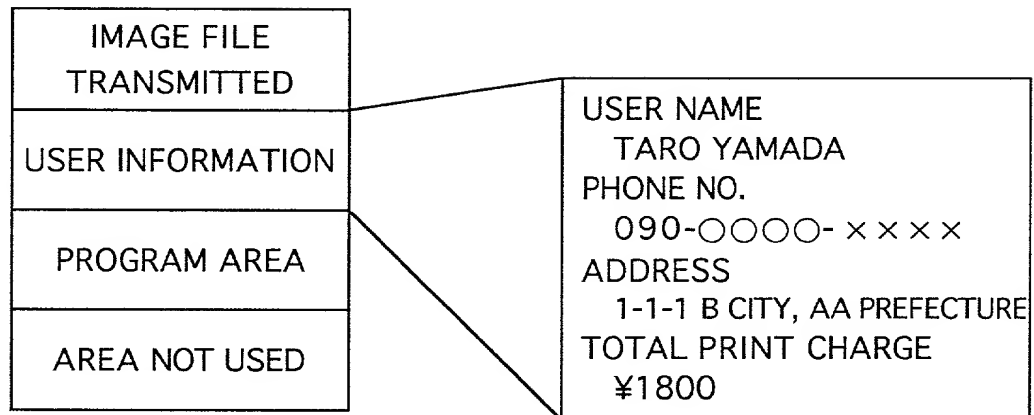 IMAGE FILE
TRANSMITTED
USER INFORMATION
PROGRAM AREA
AREA NOT USED
USER NAME
TARO YAMADA
PHONE NO.
090-○○○○-××××
ADDRESS
1-1-1 B CITY, AA PREFECTURE
TOTAL PRINT CHARGE
¥1800